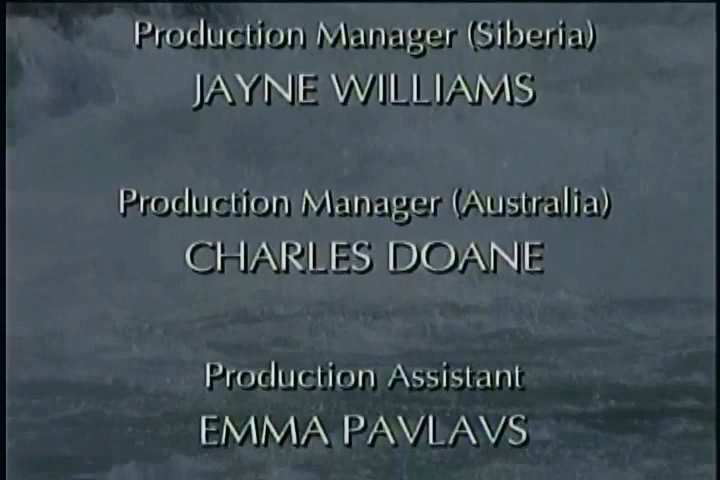 Production Manager (Siberia)
JAYNE WILLIAMS
Production Manager (Australia)
CHARLES DOANE
Production Assistant
EMMA PAVLAVS